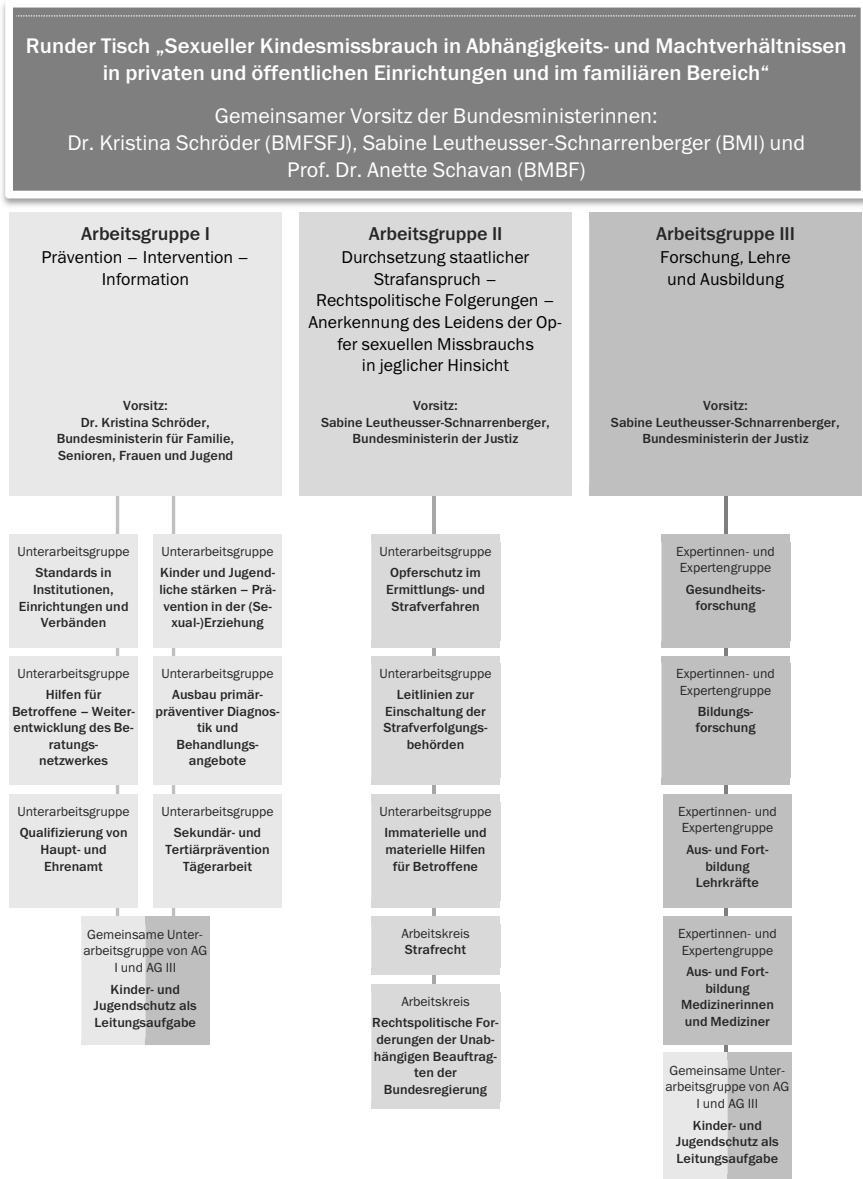 Runder Tisch „Sexueller Kindesmissbrauch in Abhängigkeits- und Machtverhältnissen
in privaten und öffentlichen Einrichtungen und im familiären Bereich“
Gemeinsamer Vorsitz der Bundesministerinnen:
Dr. Kristina Schröder (BMFSFJ), Sabine Leutheusser-Schnarrenberger (BMI) und
Prof. Dr. Anette Schavan (BMBF)
Arbeitsgruppe I
Prävention – Intervention –
Information
Vorsitz:
Dr. Kristina Schröder,
Bundesministerin für Familie,
Senioren, Frauen und Jugend
Arbeitsgruppe II
Durchsetzung staatlicher
Strafanspruch –
Rechtspolitische Folgerungen –
Anerkennung des Leidens der Op-
fer sexuellen Missbrauchs
in jeglicher Hinsicht
Vorsitz:
Sabine Leutheusser-Schnarrenberger,
Bundesministerin der Justiz
Arbeitsgruppe III
Forschung, Lehre
und Ausbildung
Vorsitz:
Sabine Leutheusser-Schnarrenberger,
Bundesministerin der Justiz
Unterarbeitsgruppe
Standards in
Institutionen,
Einrichtungen und
Verbänden
Unterarbeitsgruppe
Hilfen für
Betroffene – Weiter-
entwicklung des Be-
ratungs-
netzwerkes
Unterarbeitsgruppe
Qualifizierung von
Haupt- und
Ehrenamt
Unterarbeitsgruppe
Kinder und Jugend-
liche stärken – Prä-
vention in der (Se-
xual-)Erziehung
Unterarbeitsgruppe
Ausbau primär-
präventiver Diagnos-
tik und
Behandlungs-
angebote
Unterarbeitsgruppe
Sekundär- und
Tertiärprävention
Tägerarbeit
Gemeinsame Unter-
arbeitsgruppe von AG
I und AG III
Kinder- und
Jugendschutz als
Leitungsaufgabe
Unterarbeitsgruppe
Opferschutz im
Ermittlungs- und
Strafverfahren
Unterarbeitsgruppe
Leitlinien zur
Einschaltung der
Strafverfolgungs-
behörden
Unterarbeitsgruppe
Immaterielle und
materielle Hilfen
für Betroffene
Arbeitskreis
Strafrecht
Arbeitskreis
Rechtspolitische For-
derungen der Unab-
hängigen Beauftrag-
ten der
Bundesregierung
Expertinnen- und
Expertengruppe
Gesundheits-
forschung
Expertinnen- und
Expertengruppe
Bildungs-
forschung
Expertinnen- und
Expertengruppe
Aus- und Fort-
bildung
Lehrkräfte
Expertinnen- und
Expertengruppe
Aus- und Fort-
bildung
Medizinerinnen
und Mediziner
Gemeinsame Unter-
arbeitsgruppe von AG
I und AG III
Kinder- und
Jugendschutz als
Leitungsaufgabe